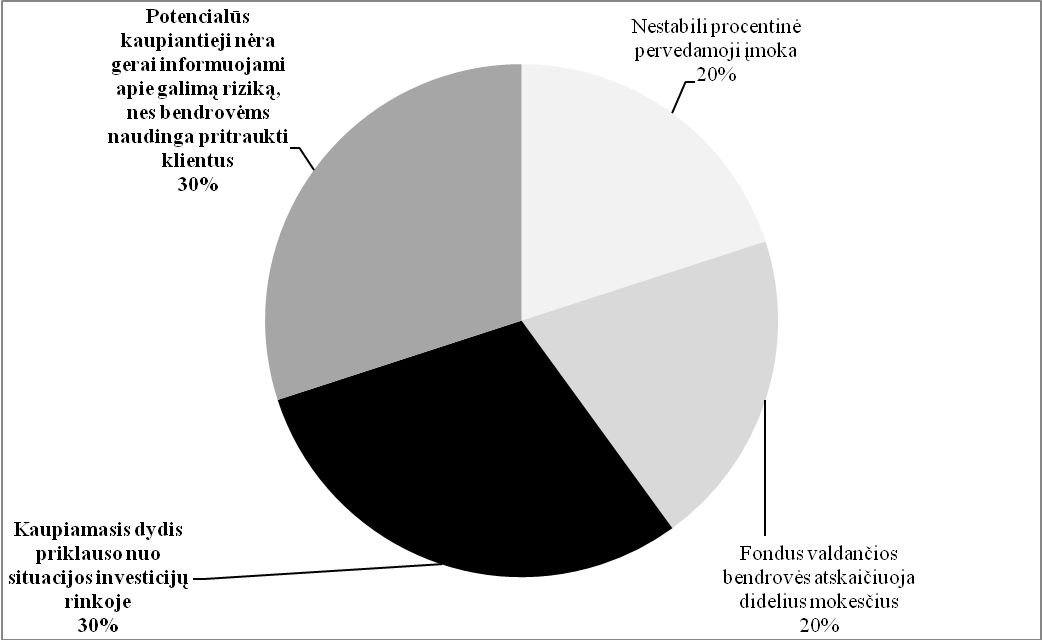 Potencialūs
kaupiantieji nėra
gerai informuojami
apie galimą riziką,
nes bendrovėms
naudinga pritraukti
klientus
30%
Nestabili procentinė
pervedamoji įmoka
20%
Kaupiamasis dydis
priklauso nuo
situacijos investicijų
rinkoje
30%
Fondus valdančios
bendrovės atskaičiuoja
didelius mokesčius
20%